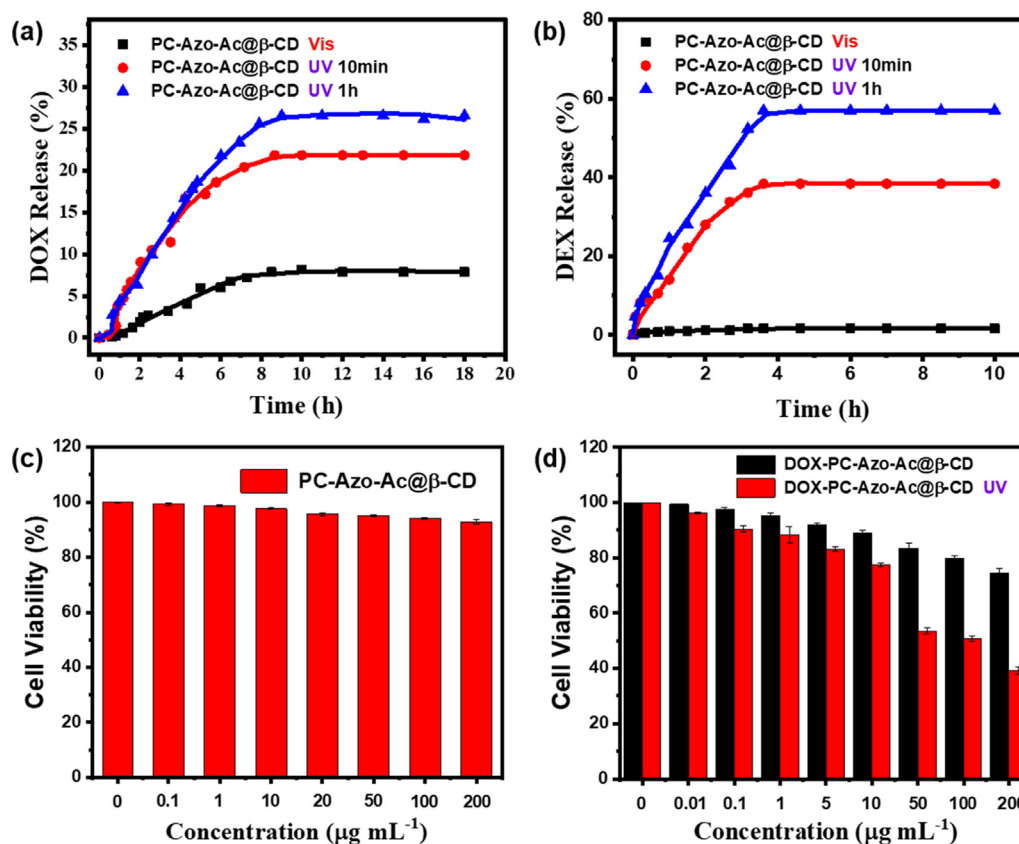 (a)
PC-Azo-Ac@β-CD Vis
PC-Azo-Ac@β-CD UV 10min
PC-Azo-Ac@β-CD UV 1h
DOX Release (%)
35
30
25
20
15
10
5
0
0 2 4 6 8 10 12 14 16 18 20
Time (h)
(b)
PC-Azo-Ac@β-CD Vis
PC-Azo-Ac@β-CD UV 10min
PC-Azo-Ac@β-CD UV 1h
DEX Release (%)
80
60
40
20
0
0 2 4 6 8 10
Time (h)
(c)
PC-Azo-Ac@β-CD
Cell Viability (%)
120
100
80
60
40
20
0
0 0.1 1 10 20 50 100 200
Concentration (μg mL-1)
(d)
DOX-PC-Azo-Ac@β-CD
DOX-PC-Azo-Ac@β-CD UV
Cell Viability (%)
120
100
80
60
40
20
0
0 0.01 0.1 1 5 10 50 100 200
Concentration (μg mL-1)